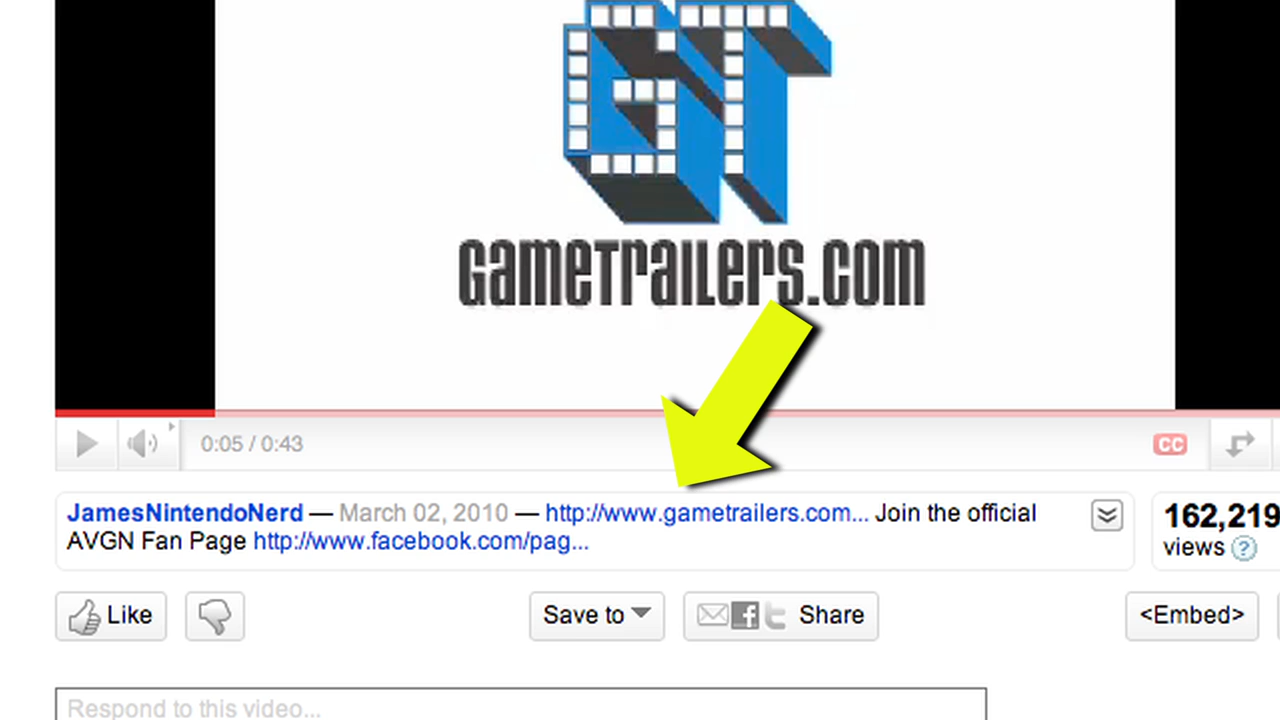 GT
GameTrailers.com
0:05 / 0:43
CC
JamesNintendoNerd — March 02, 2010 — http://www.gametrailers.com... Join the official
AVGN Fan Page http://www.facebook.com/pag...
162,219
views ?
Like
Save to
f t Share
<Embed>
Respond to this video...